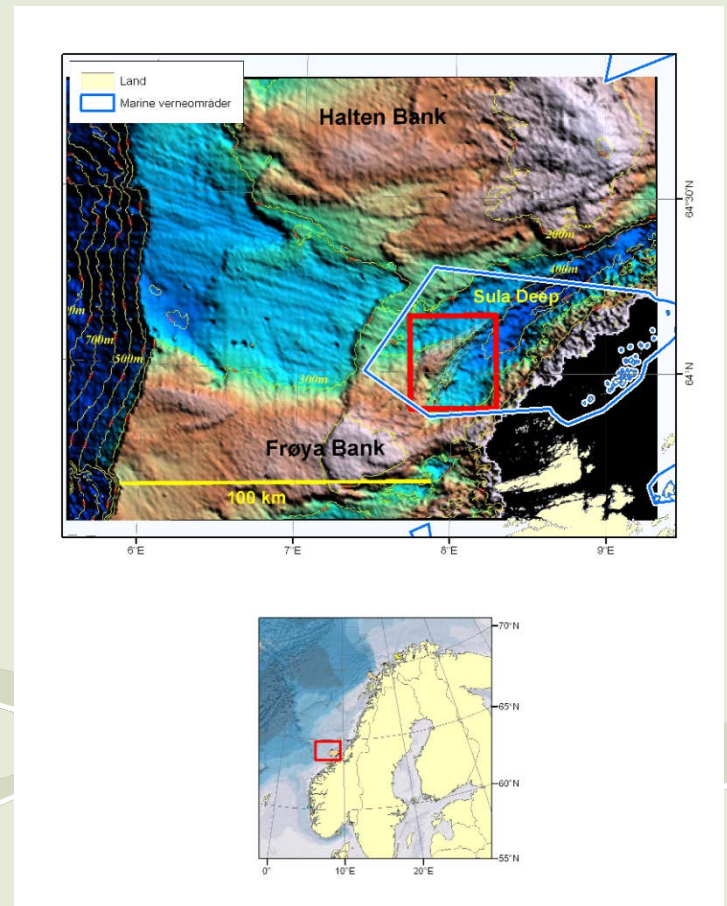 Land
Marine verneområder
Halten Bank
64°30'N
200m
400m
Sula Deep
700m
500m
300m
64°N
Frøya Bank
100 km
6°E
7°E
8°E
9°E
70°N
65°N
60°N
55°N
0°
10°E
20°E